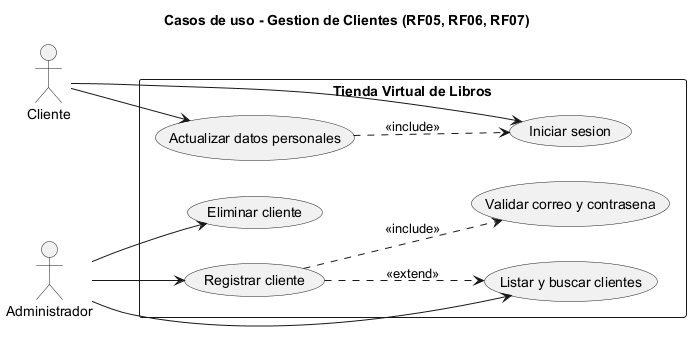 Casos de uso - Gestion de Clientes (RF05, RF06, RF07)
Tienda Virtual de Libros
Cliente
Actualizar datos personales
«include»
Iniciar sesion
Eliminar cliente
Validar correo y contrasena
«include»
Administrador
Registrar cliente
«extend»
Listar y buscar clientes